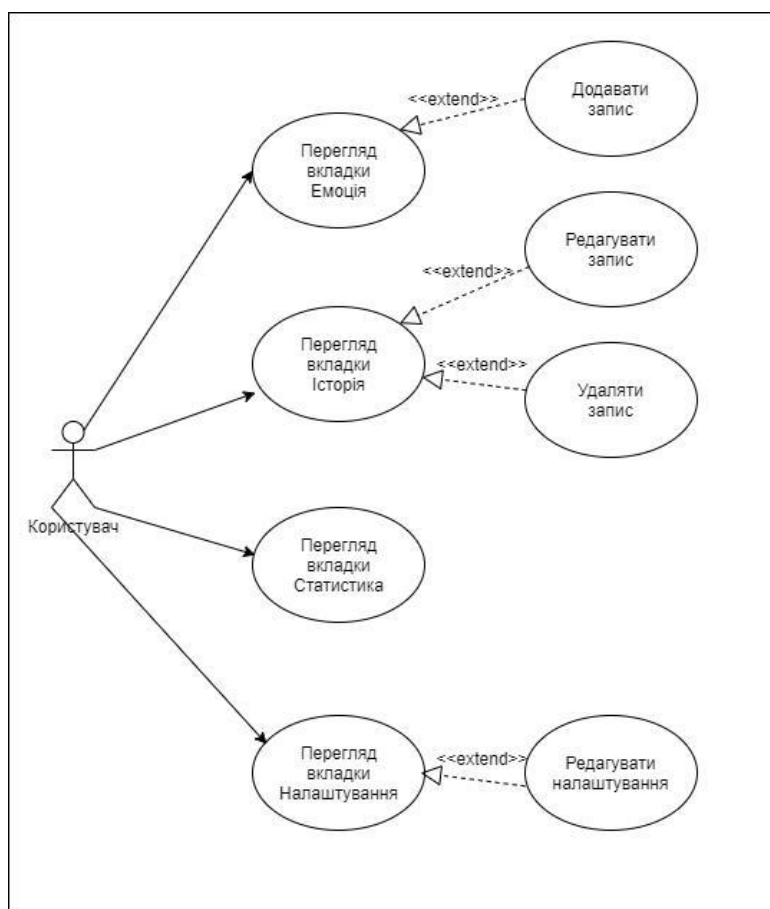 <<extend>>
Додавати
запис
Перегляд
вкладки
Емоція
<<extend>>
Редагувати
запис
Перегляд
вкладки
Історія
<<extend>>
Удаляти
запис
Користувач
Перегляд
вкладки
Статистика
Перегляд
вкладки
Налаштування
<<extend>>
Редагувати
налаштування